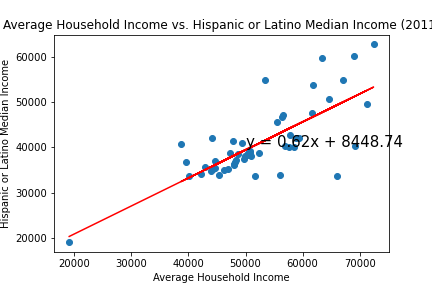 Average Household Income vs. Hispanic or Latino Median Income (2011
Hispanic or Latino Median Income
60000
50000
40000
30000
20000
y = 0.62x + 8448.74
20000 30000 40000 50000 60000 70000
Average Household Income